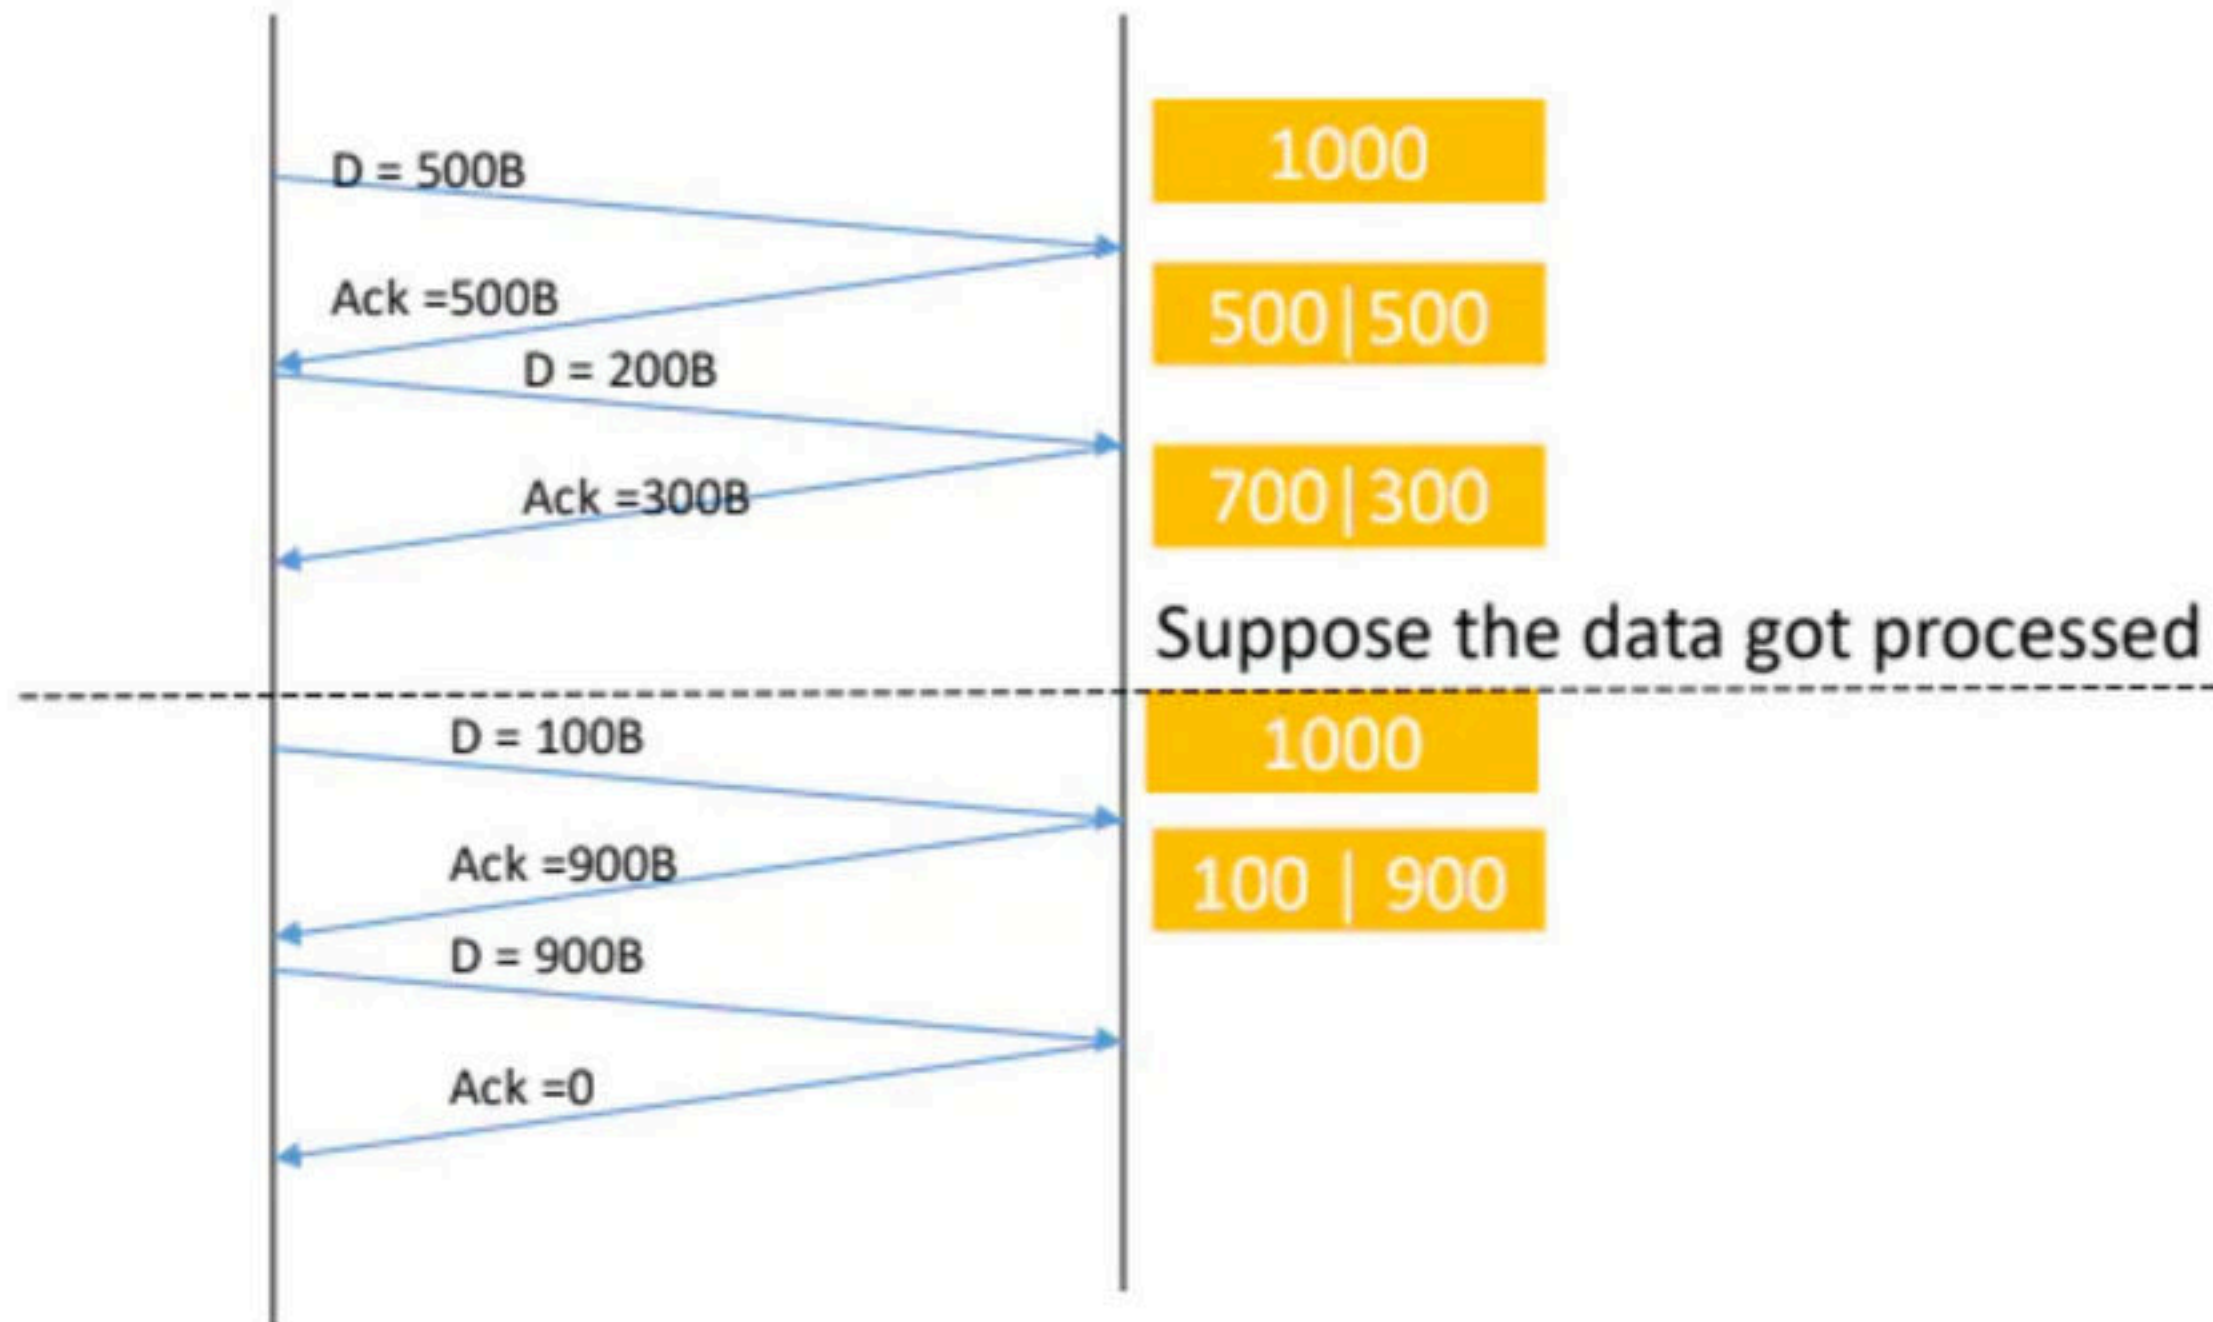 1000
D = 500B
Ack =500B
500|500
D = 200B
Ack =300B
700|300
Suppose the data got processed
D = 100B
1000
Ack =900B
100 | 900
D = 900B
Ack =0